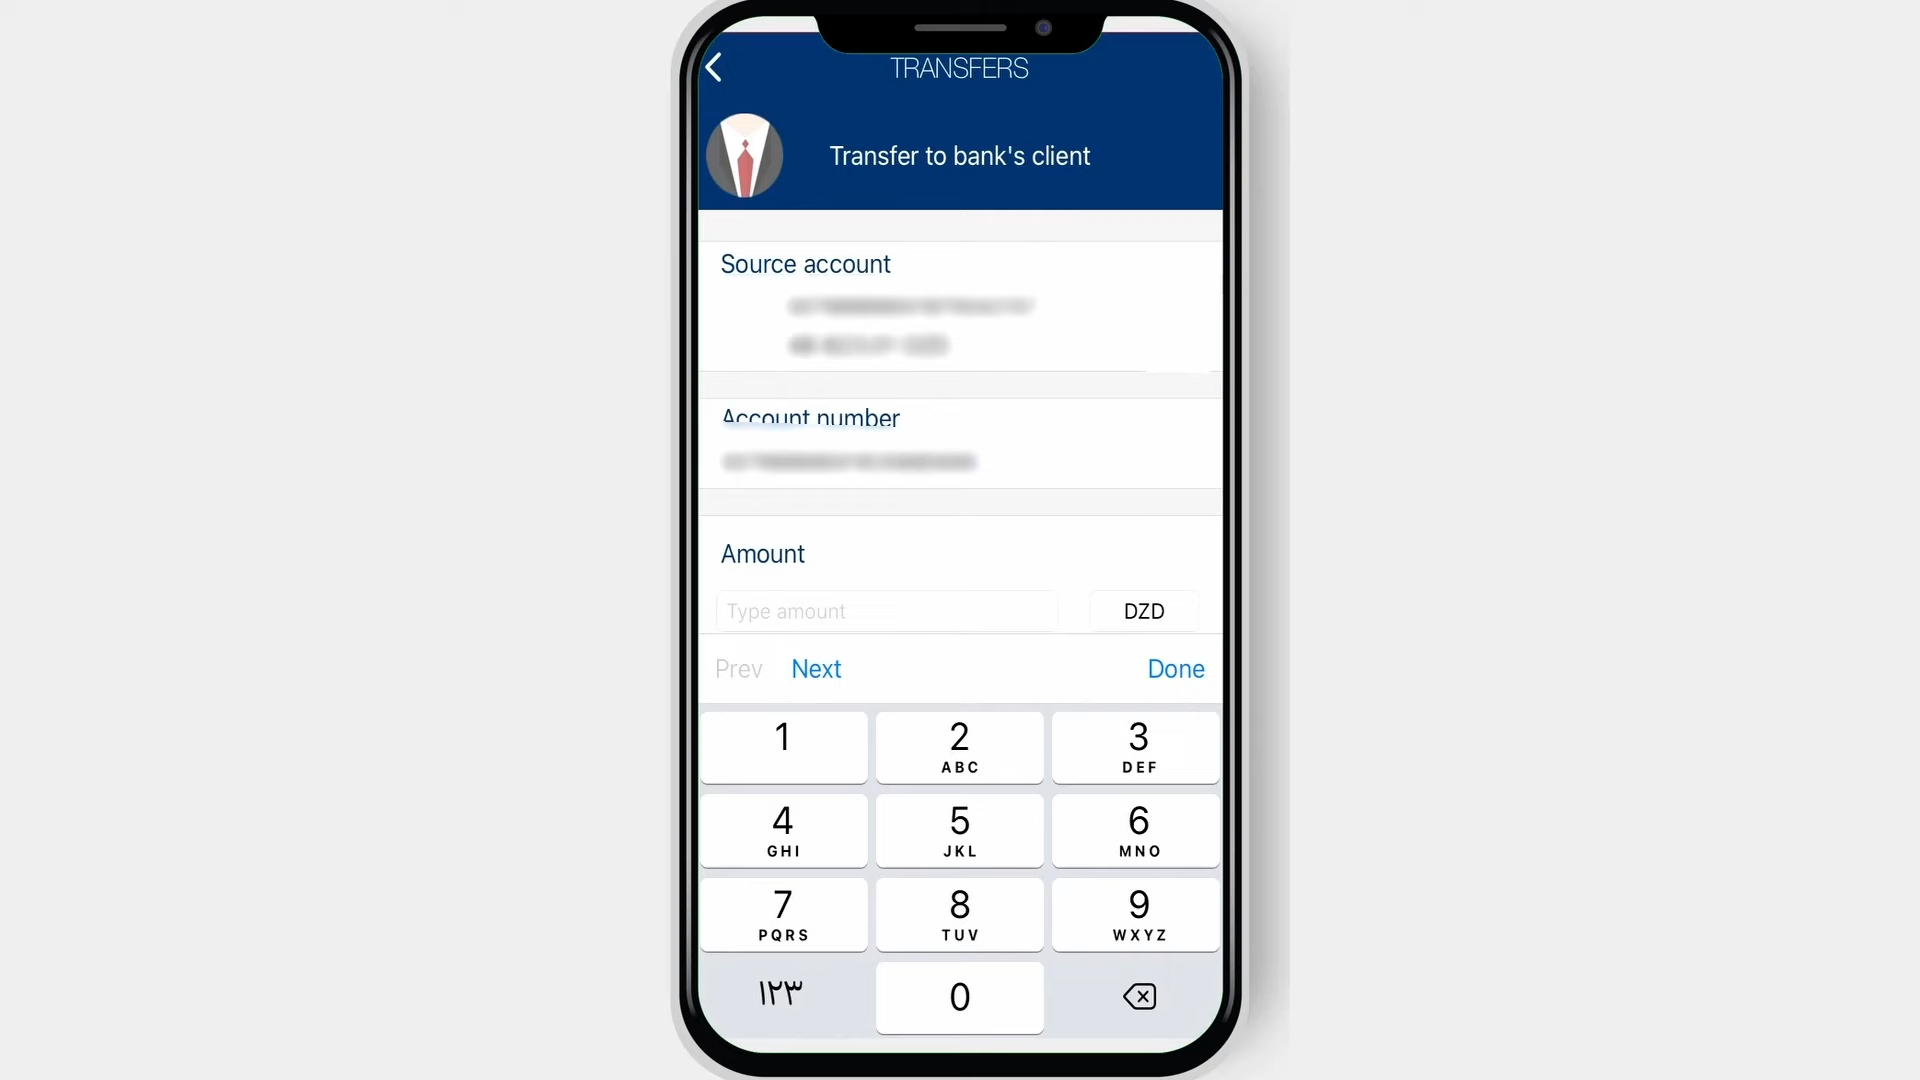 TRANSFERS
Transfer to bank's client
Source account
Account number
Amount
Type amount
DZD
Prev Next Done
1 2 3
ABC DEF
4 5 6
GHI JKL MNO
7 8 9
PQRS TUV WXYZ
١٢٣ 0